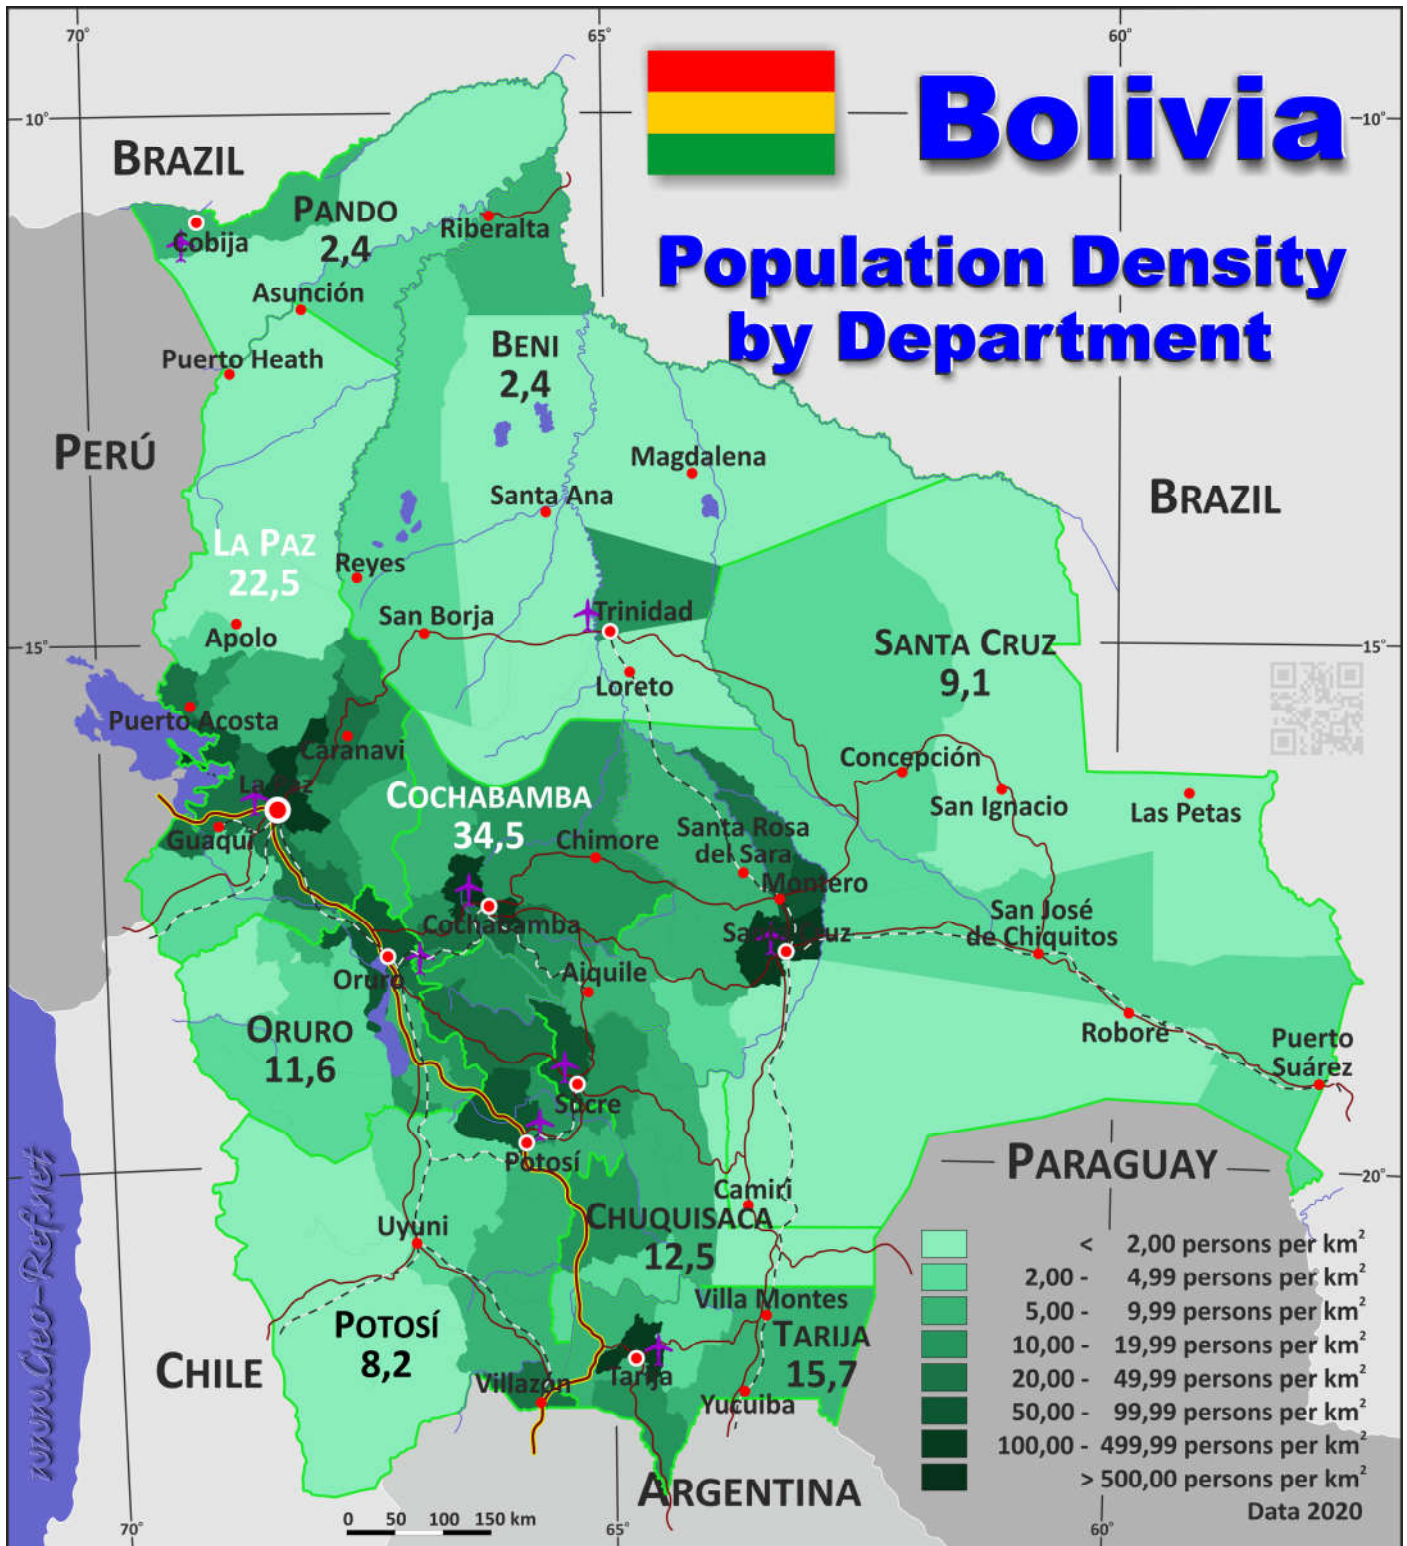 70°
65°
60°
10°
10°
Bolivia
BRAZIL
PANDO
2,4
Riberalta
Cobija
Population Density
by Department
Asunción
BENI
2,4
Puerto Heath
PERÚ
Magdalena
Santa Ana
BRAZIL
LA PAZ
22,5
Reyes
San Borja
Trinidad
15°
Apolo
SANTA CRUZ
9,1
15°
Loreto
Puerto Acosta
Caranavi
Concepción
La Paz
COCHABAMBA
34,5
San Ignacio
Las Petas
Guaqui
Chimore
Santa Rosa
del Sara
Montero
Cochabamba
Santa Cruz
San José
de Chiquitos
Oruro
Aiquile
ORURO
11,6
Roboré
Puerto
Suárez
Sucre
Potosí
PARAGUAY
20°
Camiri
Uyuni
CHUQUISACA
12,5
Villa Montes
POTOSÍ
8,2
TARIJA
15,7
CHILE
Villazón
Tarija
Yucuiba
ARGENTINA
< 2,00 persons per km²
2,00 - 4,99 persons per km²
5,00 - 9,99 persons per km²
10,00 - 19,99 persons per km²
20,00 - 49,99 persons per km²
50,00 - 99,99 persons per km²
100,00 - 499,99 persons per km²
> 500,00 persons per km²
Data 2020
www.Geo-Ref.net
0 50 100 150 km
70°
65°
60°